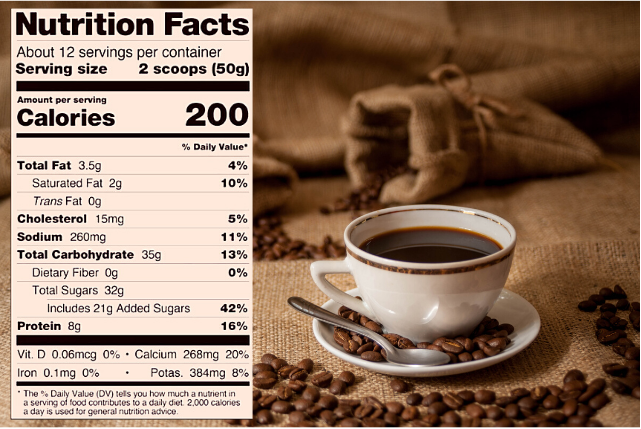 Nutrition Facts
About 12 servings per container
Serving size 2 scoops (50g)
Amount per serving
Calories 200
% Daily Value*
Total Fat 3.5g 4%
Saturated Fat 2g 10%
Trans Fat 0g
Cholesterol 15mg 5%
Sodium 260mg 11%
Total Carbohydrate 35g 13%
Dietary Fiber 0g 0%
Total Sugars 32g
Includes 21g Added Sugars 42%
Protein 8g 16%
Vit. D 0.06mcg 0% • Calcium 268mg 20%
Iron 0.1mg 0% • Potas. 384mg 8%
* The % Daily Value (DV) tells you how much a nutrient in
a serving of food contributes to a daily diet. 2,000 calories
a day is used for general nutrition advice.